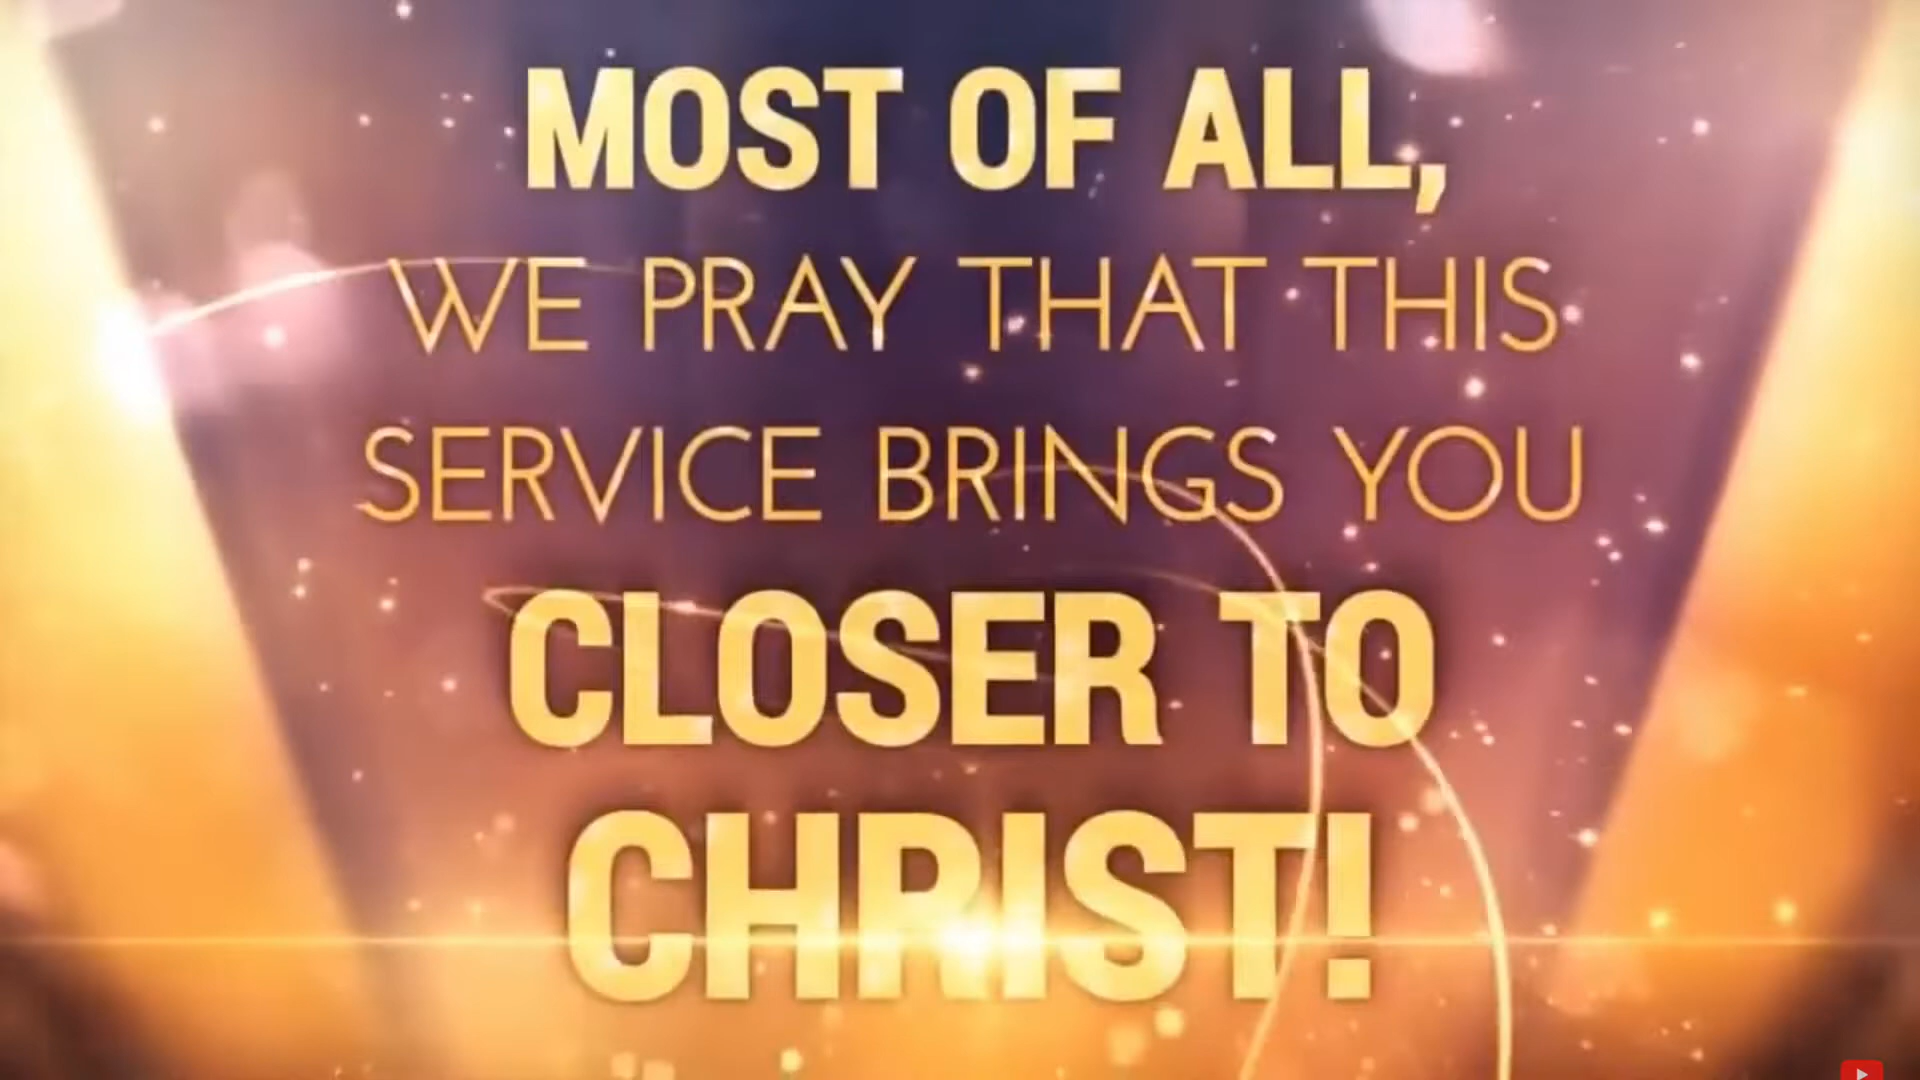 MOST OF ALL,
WE PRAY THAT THIS
SERVICE BRINGS YOU
CLOSER TO
CHRIST!